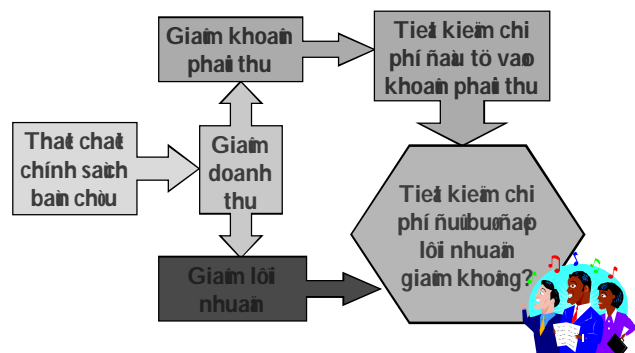 Giaûm khoaûn
phaûi thu
Tieát kieäm chi
phí ñaàu tö vaøo
khoaûn phaûi thu
Thaét chaët
chính saùch
baùn chòu
Giaûm
doanh
thu
Tieát kieäm chi
phí ñuû buø ñaép
lôïi nhuaän
giaûm khoâng?
Giaûm lôïi
nhuaän